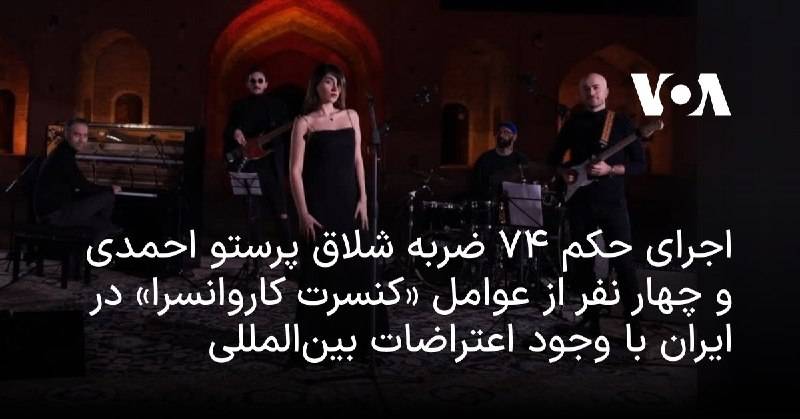 VOA
اجرای حکم ۷۴ ضربه شلاق پرستو احمدی
و چهار نفر از عوامل «کنسرت کاروانسرا» در
ایران با وجود اعتراضات بین‌المللی